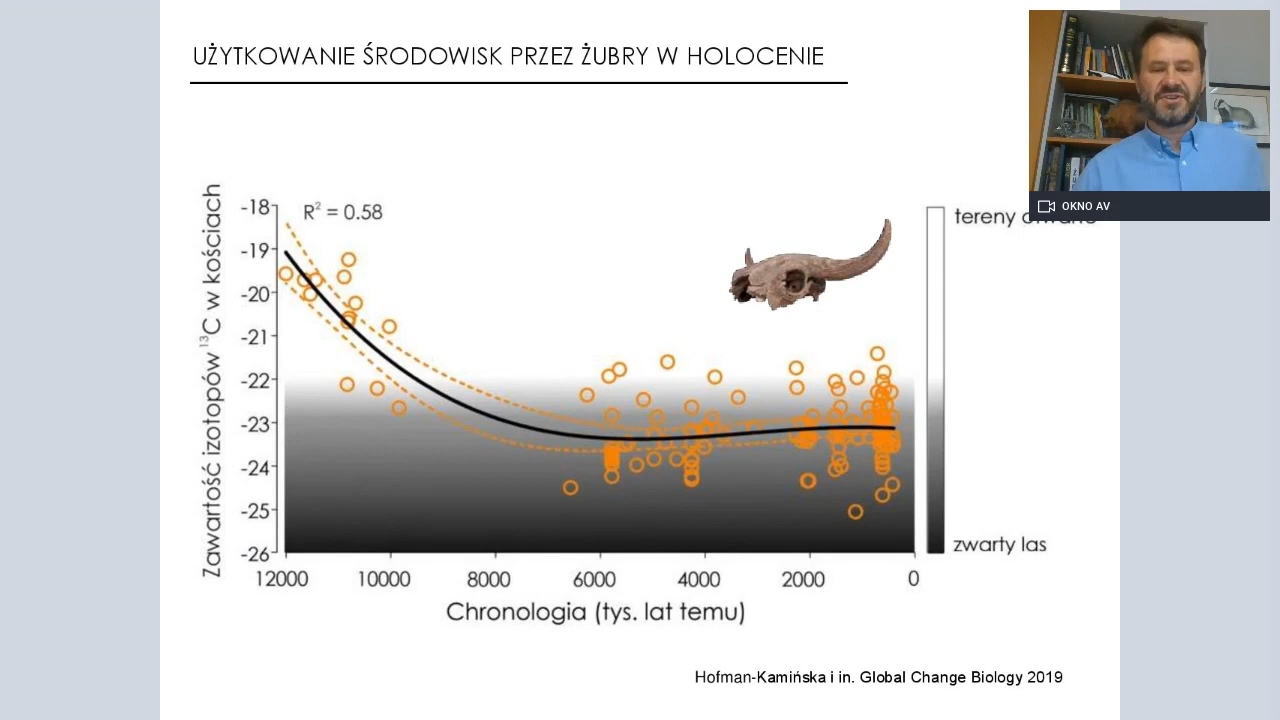 UŻYTKOWANIE ŚRODOWISK PRZEZ ŻUBRY W HOLOCENIE
OKNO AV
Zawartość izotopów ¹³C w kościach
R² = 0.58
-18
-19
-20
-21
-22
-23
-24
-25
-26
12000 10000 8000 6000 4000 2000 0
Chronologia (tys. lat temu)
tereny
zwarty las
Hofman-Kamińska i in. Global Change Biology 2019